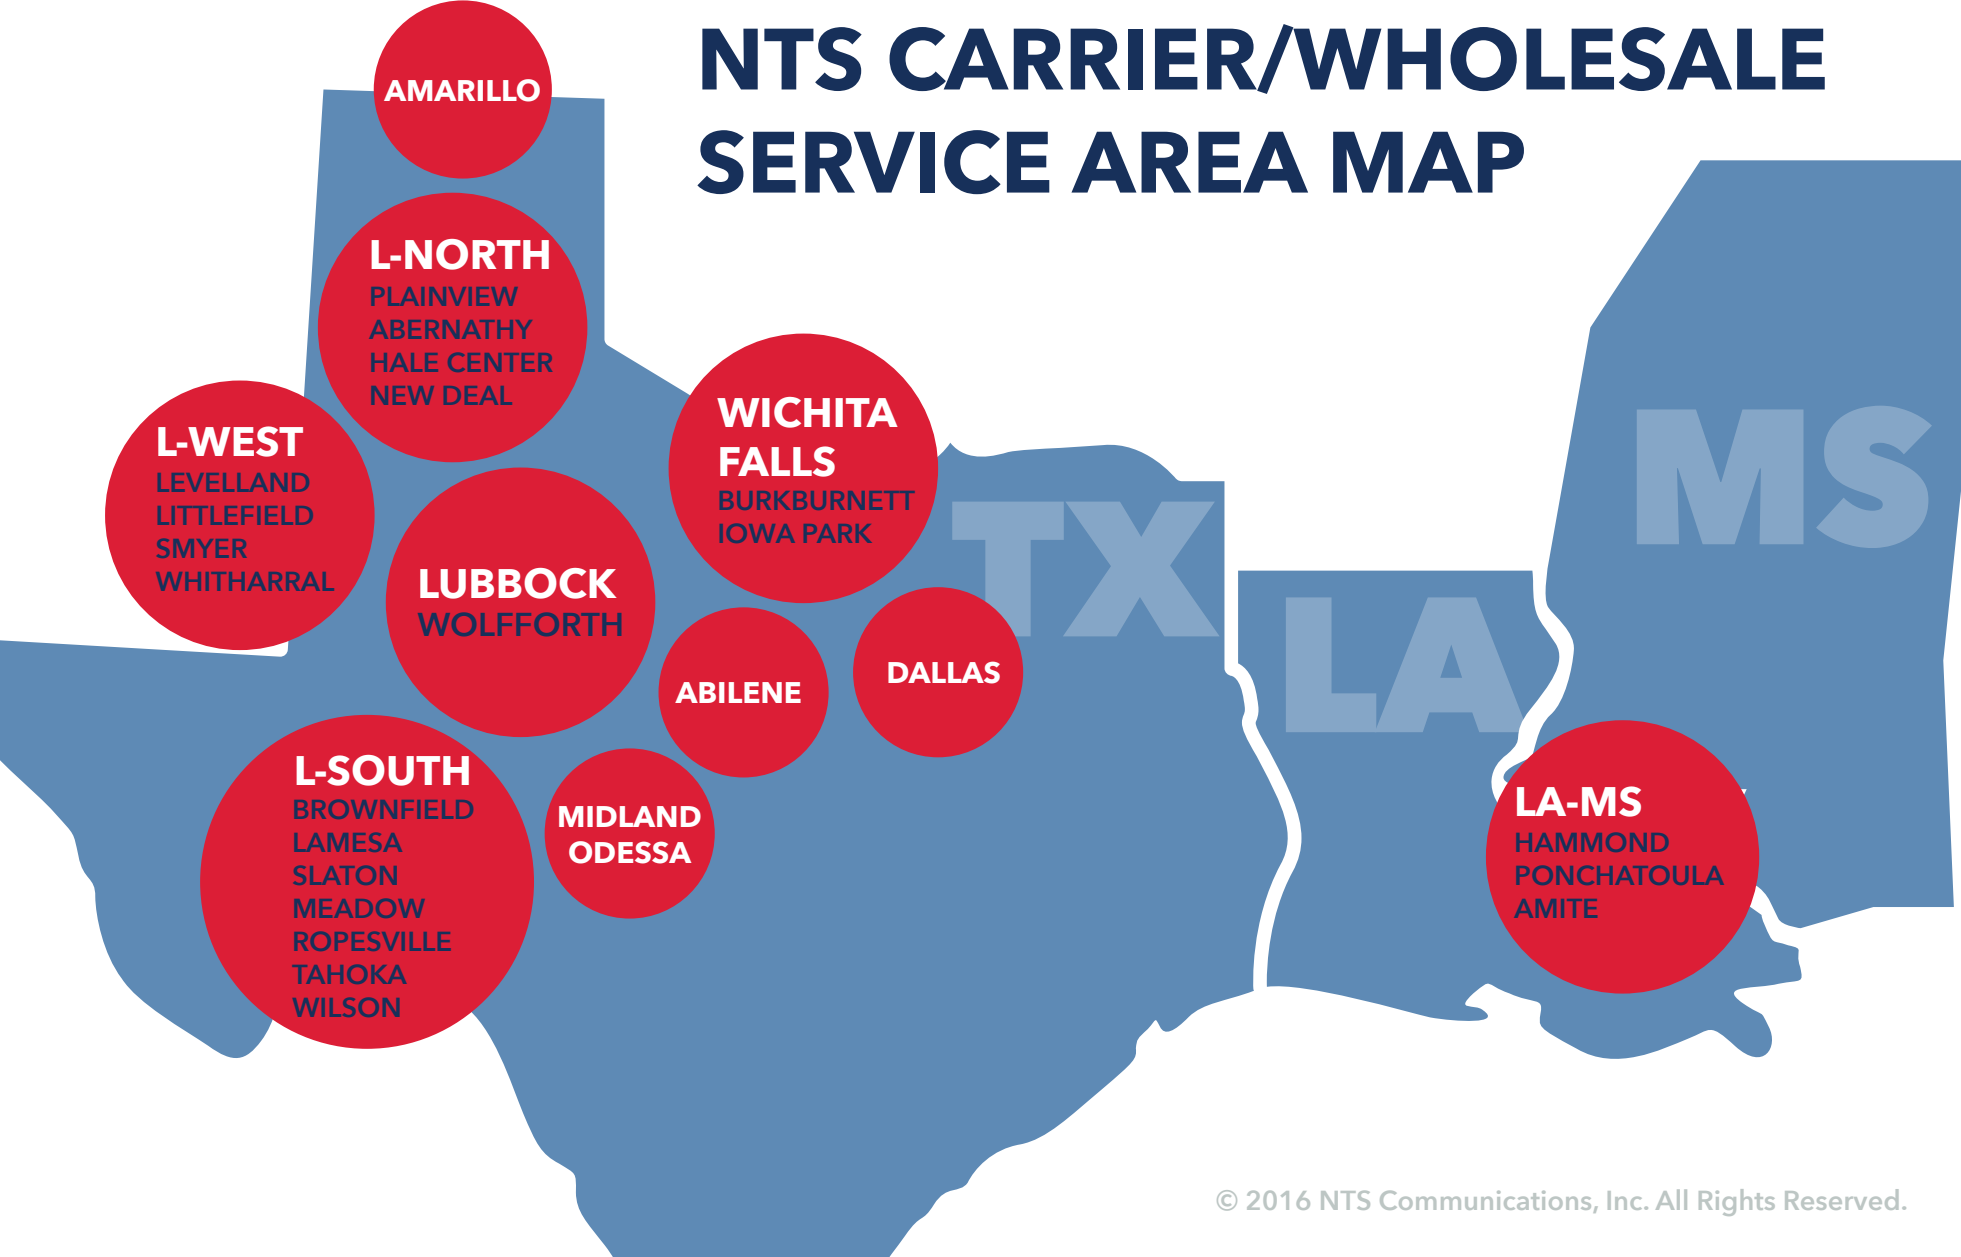 NTS CARRIER/WHOLESALE
SERVICE AREA MAP
AMARILLO
L-NORTH
PLAINVIEW
ABERNATHY
HALE CENTER
NEW DEAL
L-WEST
LEVELLAND
LITTLEFIELD
SMYER
WHITHARRAL
WICHITA
FALLS
BURKBURNETT
IOWA PARK
LUBBOCK
WOLFFORTH
ABILENE
DALLAS
TX
LA
MS
L-SOUTH
BROWNFIELD
LAMESA
SLATON
MEADOW
ROPESVILLE
TAHOKA
WILSON
MIDLAND
ODESSA
LA-MS
HAMMOND
PONCHATOULA
AMITE
© 2016 NTS Communications, Inc. All Rights Reserved.